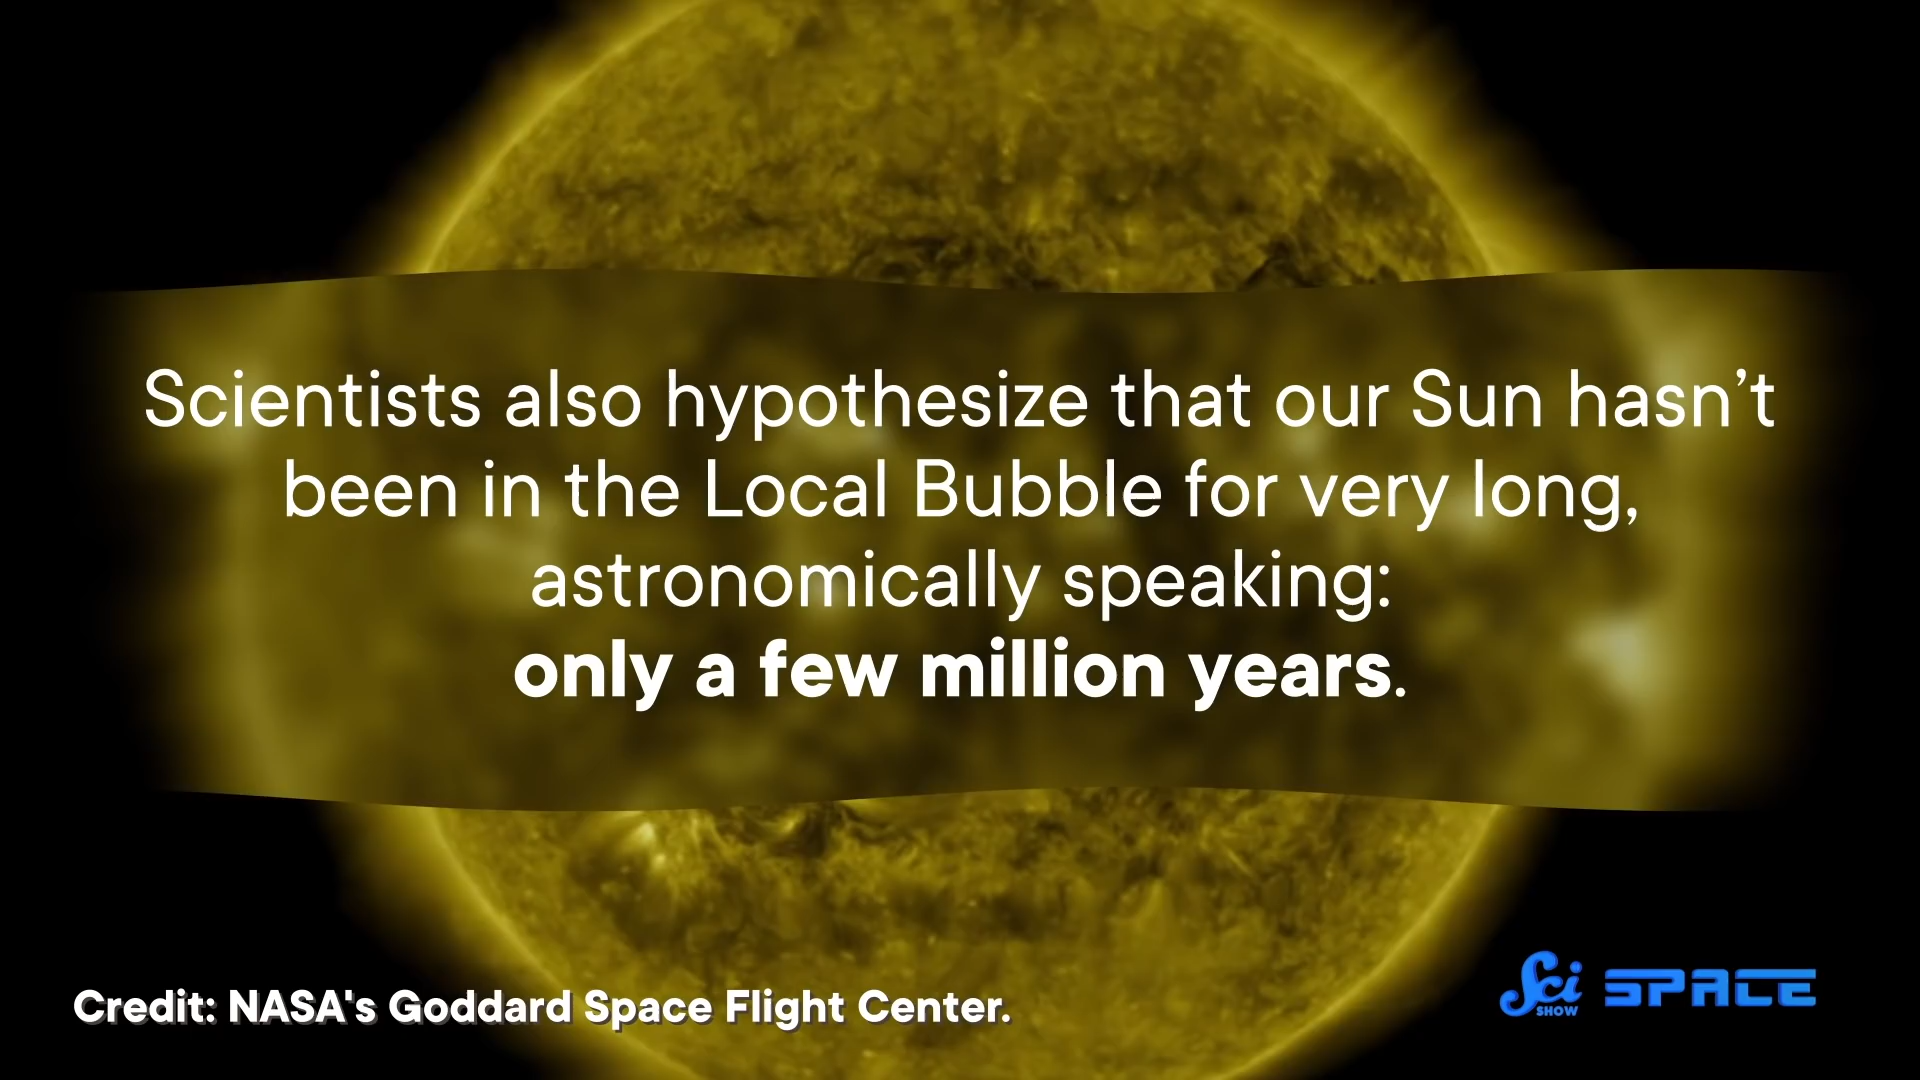 Scientists also hypothesize that our Sun hasn’t
been in the Local Bubble for very long,
astronomically speaking:
only a few million years.
Credit: NASA's Goddard Space Flight Center.
Sci SHOW SPACE